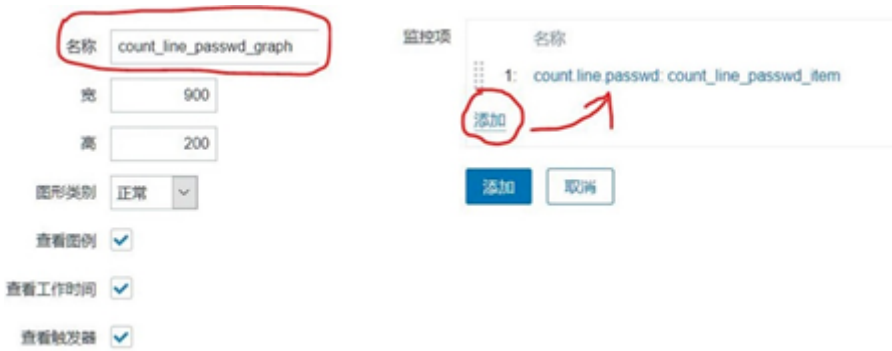 名称 count_line_passwd_graph
宽 900
高 200
图形类别 正常
查看图例
查看工作时间
查看触发器
监控项 名称
1: count.line.passwd: count_line_passwd_item
添加
添加 取消